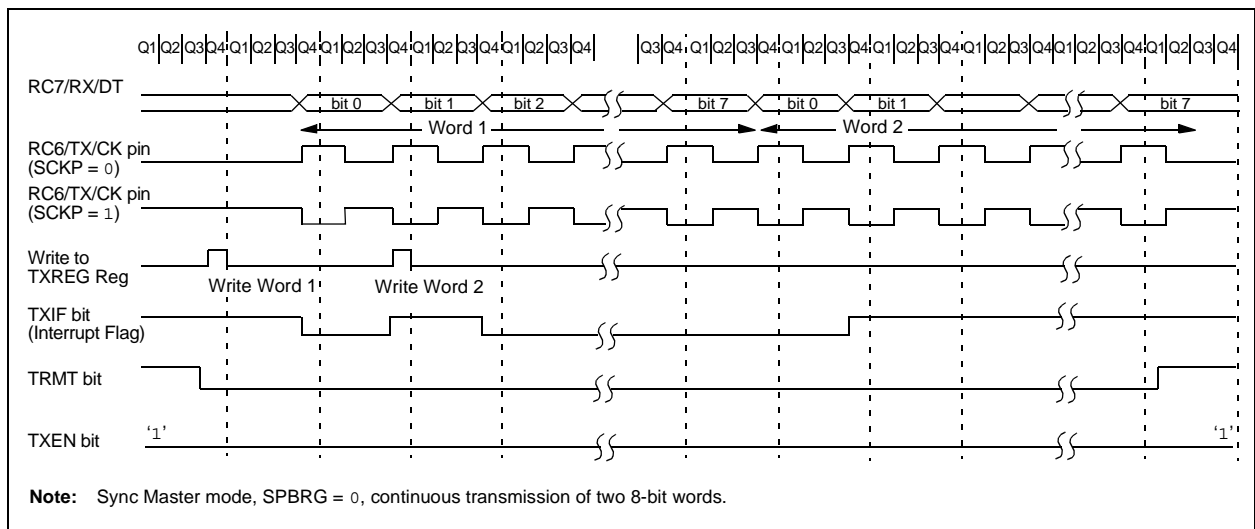 Q1 Q2 Q3 Q4 Q1 Q2 Q3 Q4 Q1 Q2 Q3 Q4 Q1 Q2 Q3 Q4 Q1 Q2 Q3 Q4 Q3 Q4 Q1 Q2 Q3 Q4 Q1 Q2 Q3 Q4 Q1 Q2 Q3 Q4 Q1 Q2 Q3 Q4 Q1 Q2 Q3 Q4 Q1 Q2 Q3 Q4
RC7/RX/DT
bit 0 bit 1 bit 2 bit 7 bit 0 bit 1 bit 7
Word 1 Word 2
RC6/TX/CK pin
(SCKP = 0)
RC6/TX/CK pin
(SCKP = 1)
Write to
TXREG Reg
Write Word 1 Write Word 2
TXIF bit
(Interrupt Flag)
TRMT bit
TXEN bit
‘1’ ‘1’
Note: Sync Master mode, SPBRG = 0, continuous transmission of two 8-bit words.